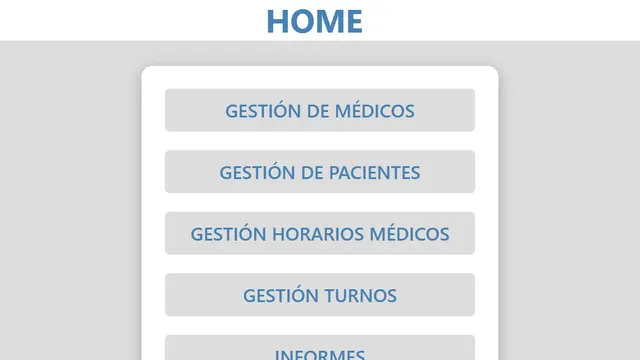 HOME
GESTIÓN DE MÉDICOS
GESTIÓN DE PACIENTES
GESTIÓN HORARIOS MÉDICOS
GESTIÓN TURNOS
INFORMES